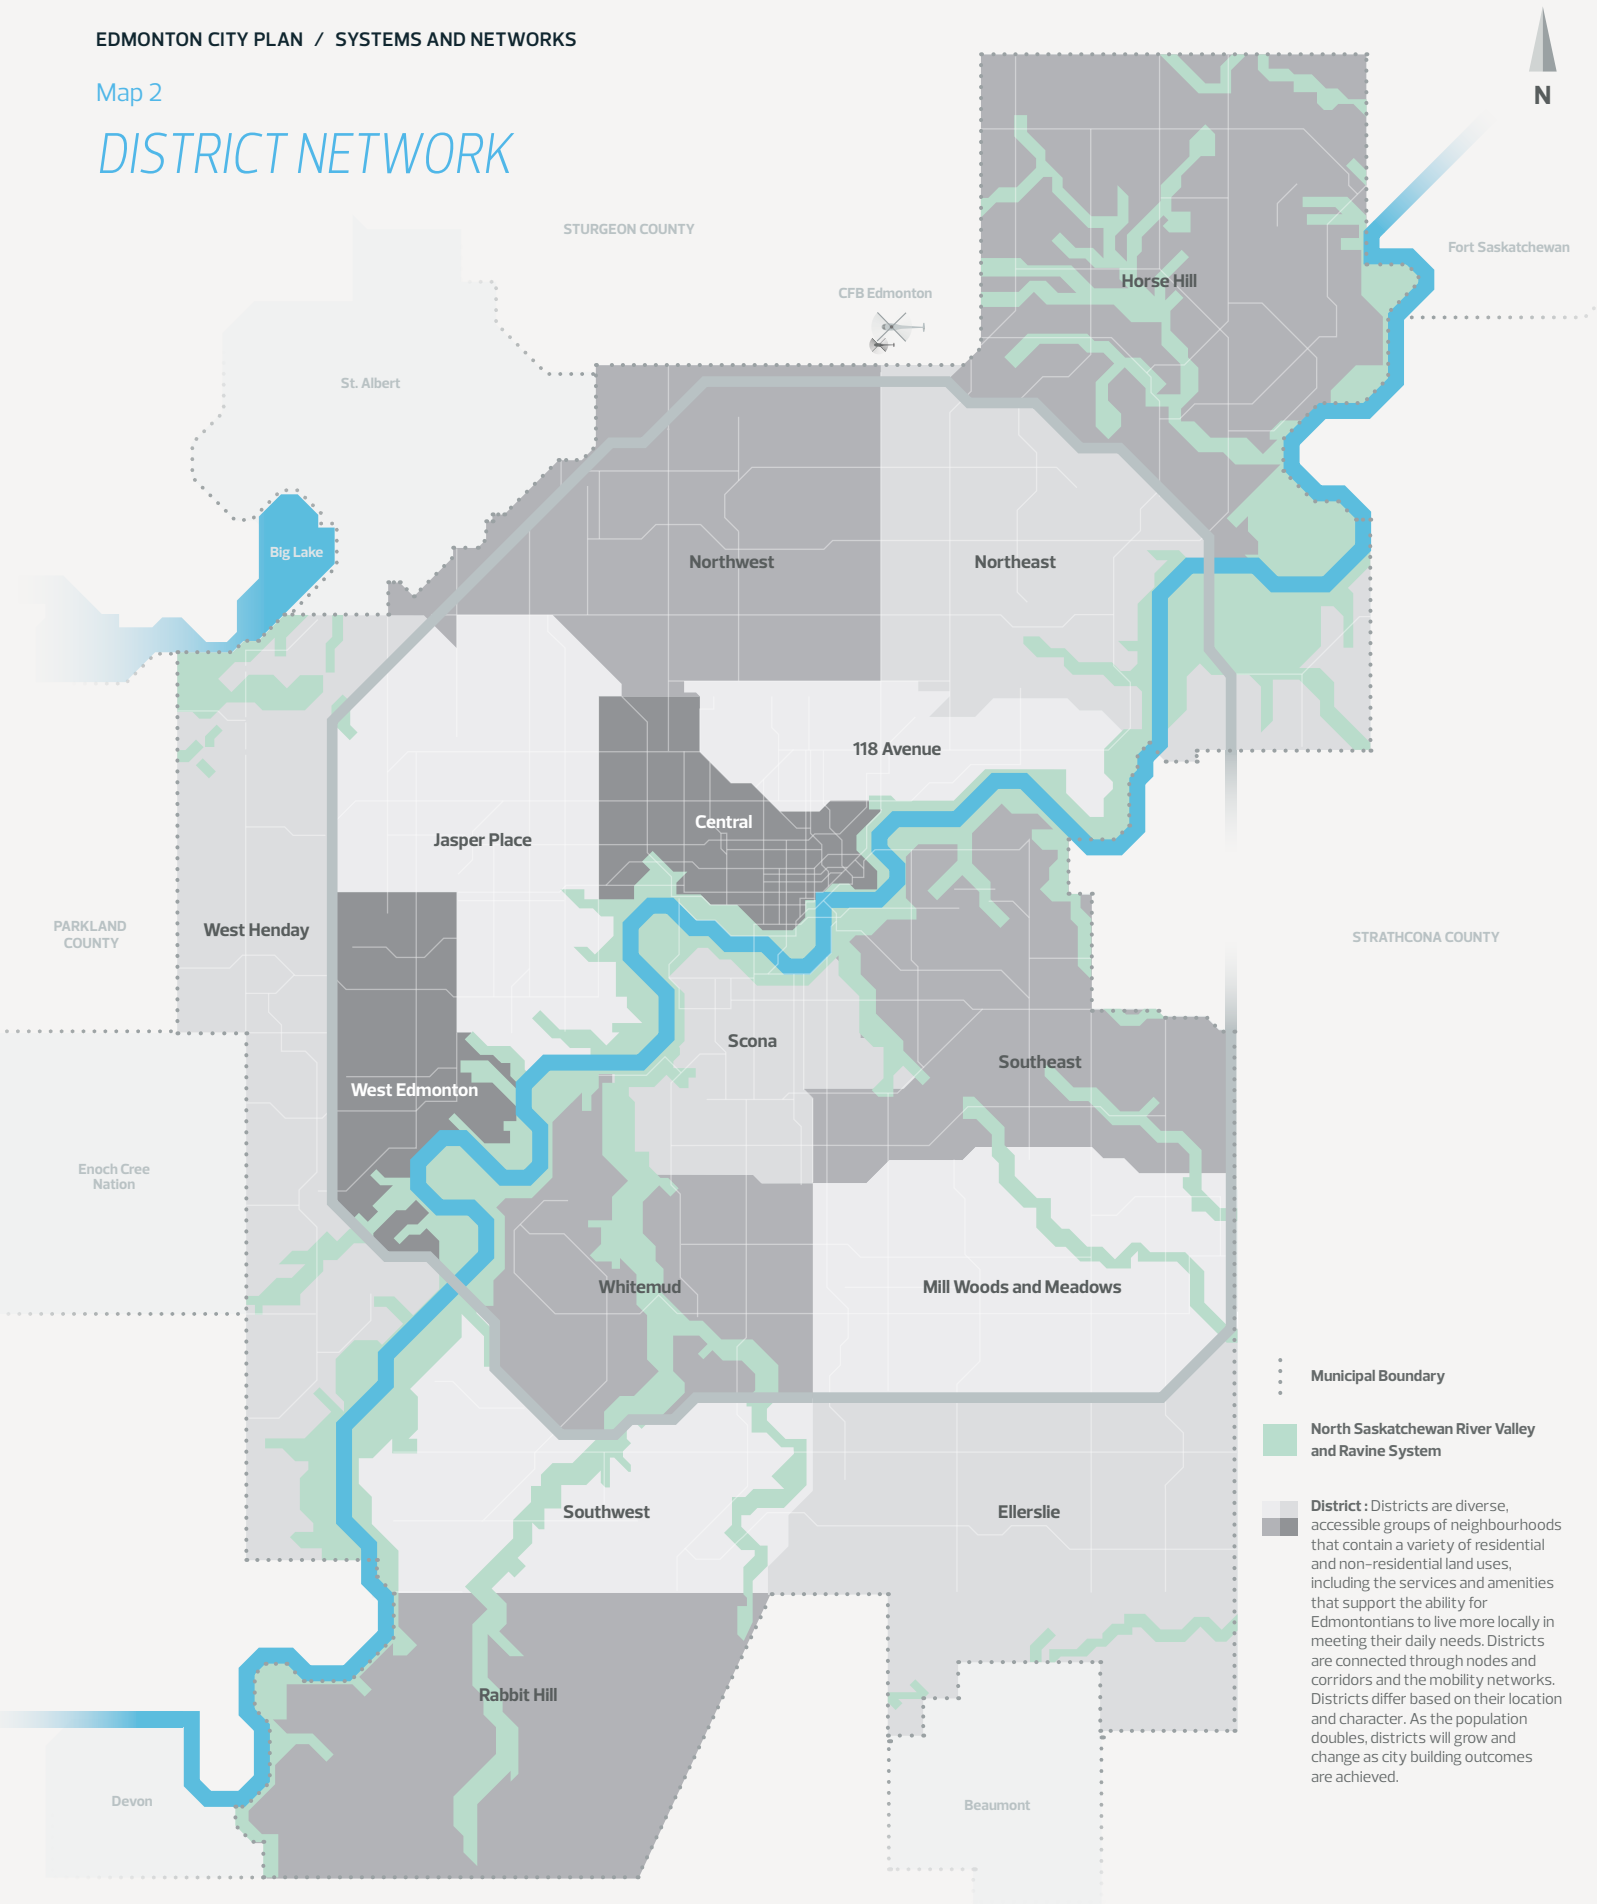 EDMONTON CITY PLAN / SYSTEMS AND NETWORKS
Map 2
DISTRICT NETWORK
N
STURGEON COUNTY
Fort Saskatchewan
Horse Hill
CFB Edmonton
St. Albert
Big Lake
Northwest
Northeast
118 Avenue
Central
Jasper Place
PARKLAND
COUNTY
West Henday
STRATHCONA COUNTY
Scona
Southeast
West Edmonton
Enoch Cree
Nation
Whitemud
Mill Woods and Meadows
Southwest
Ellerslie
Rabbit Hill
Devon
Beaumont
Municipal Boundary
North Saskatchewan River Valley
and Ravine System
District : Districts are diverse,
accessible groups of neighbourhoods
that contain a variety of residential
and non-residential land uses,
including the services and amenities
that support the ability for
Edmontontians to live more locally in
meeting their daily needs. Districts
are connected through nodes and
corridors and the mobility networks.
Districts differ based on their location
and character. As the population
doubles, districts will grow and
change as city building outcomes
are achieved.